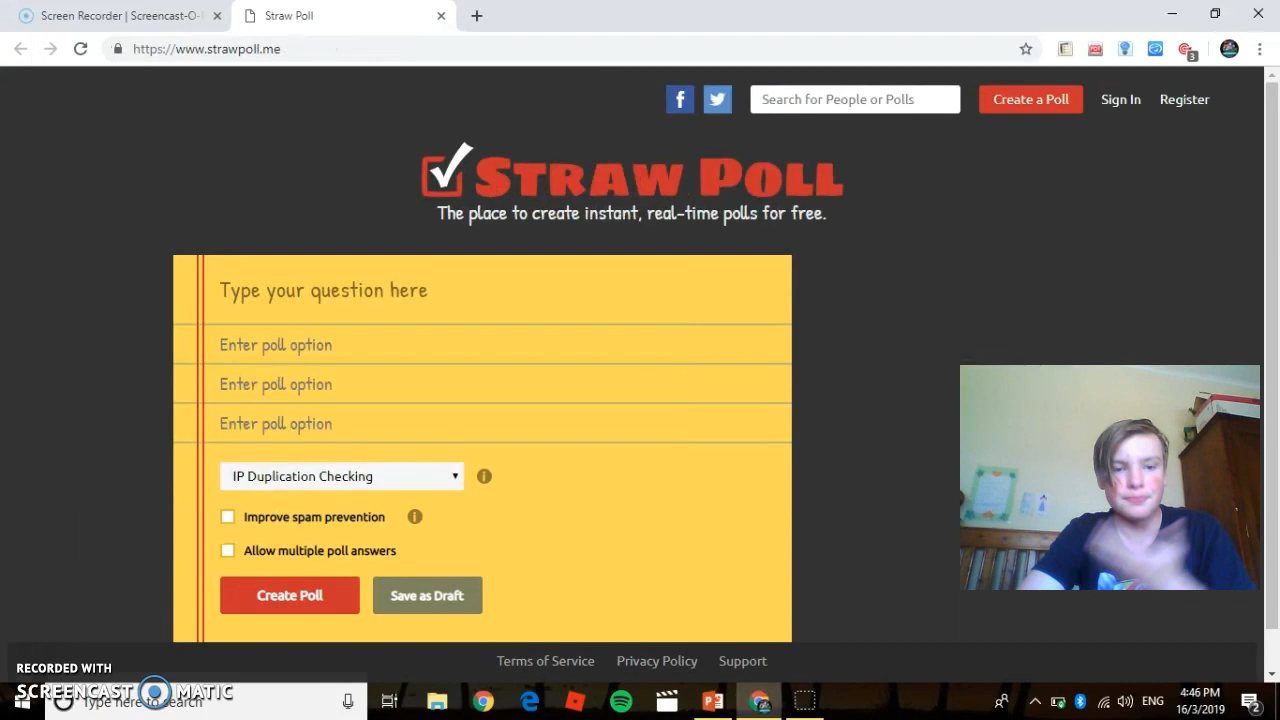 Screen Recorder | Screencast-O-
Straw Poll
https://www.strawpoll.me
3
f
Search for People or Polls
Create a Poll
Sign In
Register
STRAW POLL
The place to create instant, real-time polls for free.
Type your question here
Enter poll option
Enter poll option
Enter poll option
IP Duplication Checking
i
Improve spam prevention
i
Allow multiple poll answers
Create Poll
Save as Draft
Terms of Service
Privacy Policy
Support
RECORDED WITH
SCREENCAST MATIC
Type here to search
ENG
4:46 PM
16/3/2019
2